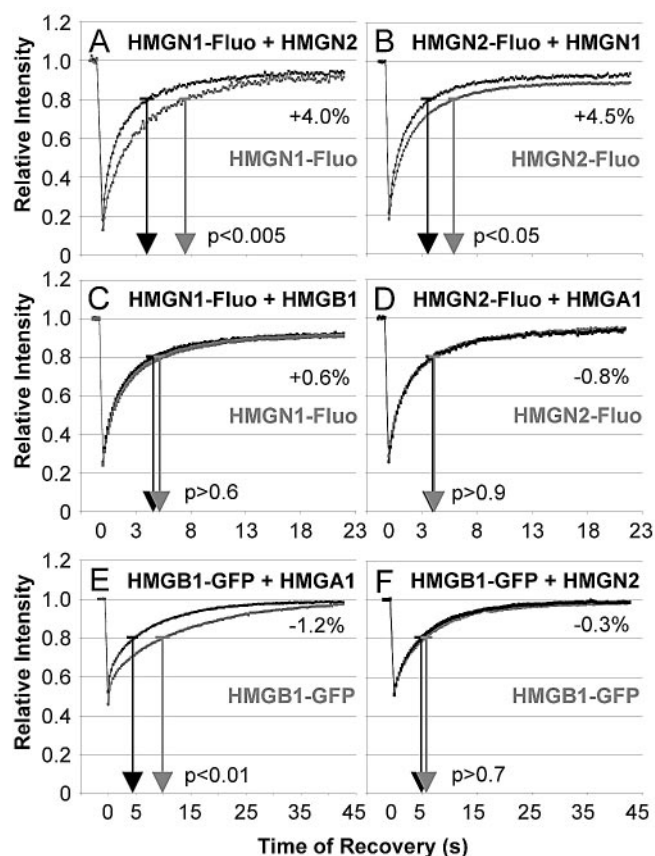 A HMGN1-Fluo + HMGN2
B HMGN2-Fluo + HMGN1
Relative Intensity
1.2
1.0
0.8
0.6
0.4
0.2
0
+4.0%
HMGN1-Fluo
p<0.005
+4.5%
HMGN2-Fluo
p<0.05
C HMGN1-Fluo + HMGB1
D HMGN2-Fluo + HMGA1
Relative Intensity
1.2
1.0
0.8
0.6
0.4
0.2
0
+0.6%
HMGN1-Fluo
p>0.6
-0.8%
HMGN2-Fluo
p>0.9
0 3 8 13 18 22
0 3 8 13 18 23
E HMGB1-GFP + HMGA1
F HMGB1-GFP + HMGN2
Relative Intensity
1.2
1.0
0.8
0.6
0.4
0.2
0
-1.2%
HMGB1-GFP
p<0.01
-0.3%
HMGB1-GFP
p>0.7
0 5 15 25 35 45
0 5 15 25 35 45
Time of Recovery (s)